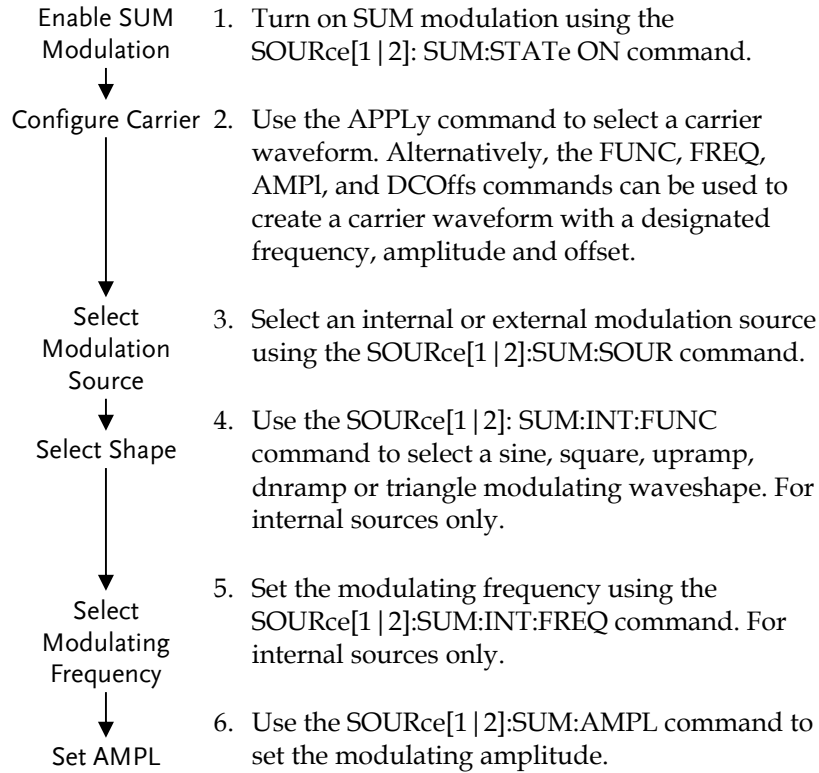 Enable SUM
Modulation
1. Turn on SUM modulation using the
SOURce[1|2]: SUM:STATe ON command.
Configure Carrier
2. Use the APPLy command to select a carrier
waveform. Alternatively, the FUNC, FREQ,
AMPl, and DCOffs commands can be used to
create a carrier waveform with a designated
frequency, amplitude and offset.
Select
Modulation
Source
3. Select an internal or external modulation source
using the SOURce[1|2]:SUM:SOUR command.
Select Shape
4. Use the SOURce[1|2]: SUM:INT:FUNC
command to select a sine, square, upramp,
dnramp or triangle modulating waveshape. For
internal sources only.
Select
Modulating
Frequency
5. Set the modulating frequency using the
SOURce[1|2]:SUM:INT:FREQ command. For
internal sources only.
Set AMPL
6. Use the SOURce[1|2]:SUM:AMPL command to
set the modulating amplitude.